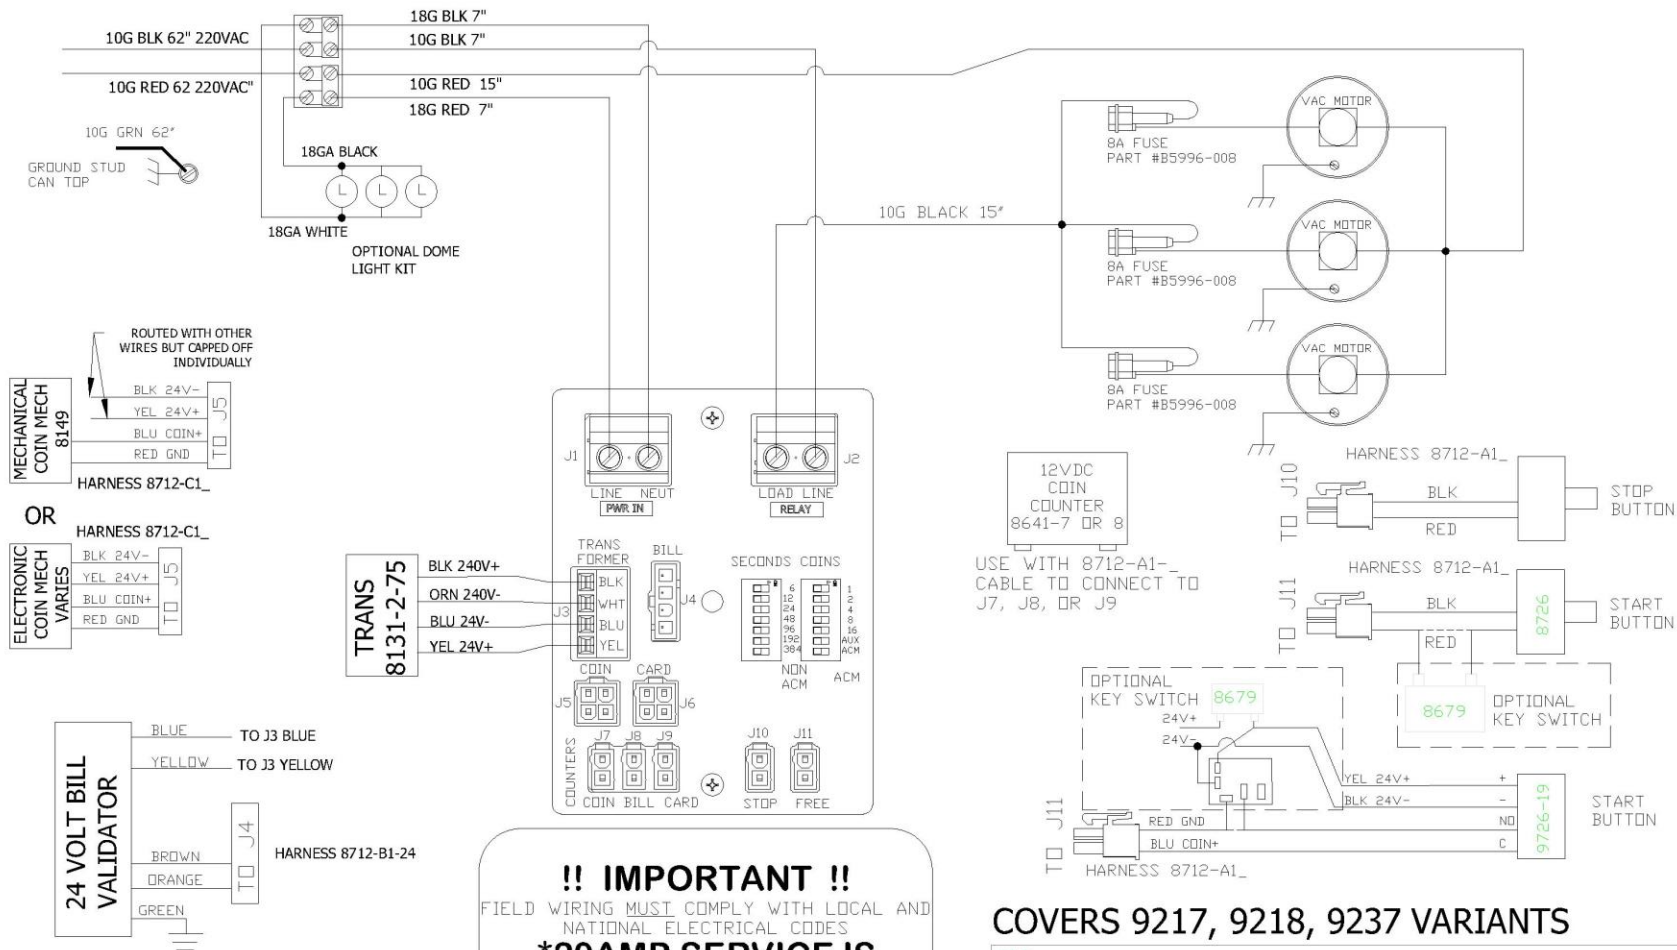 18G BLK 7"
10G BLK 62" 220VAC
10G BLK 7"
10G RED 62 220VAC"
10G RED 15"
18G RED 7"
10G GRN 62"
GROUND STUD
CAN TOP
18GA BLACK
L
L
L
18GA WHITE
OPTIONAL DOME
LIGHT KIT
10G BLACK 15"
VAC MOTOR
8A FUSE
PART #B5996-008
VAC MOTOR
8A FUSE
PART #B5996-008
VAC MOTOR
8A FUSE
PART #B5996-008
ROUTED WITH OTHER
WIRES BUT CAPPED OFF
INDIVIDUALLY
MECHANICAL
COIN MECH
8149
BLK 24V-
YEL 24V+
BLU COIN+
RED GND
TO J5
HARNESS 8712-C1_
OR
HARNESS 8712-C1_
ELECTRONIC
COIN MECH
VARIES
BLK 24V-
YEL 24V+
BLU COIN+
RED GND
TO J5
TRANS
8131-2-75
BLK 240V+
ORN 240V-
BLU 24V-
YEL 24V+
24 VOLT BILL
VALIDATOR
BLUE
TO J3 BLUE
YELLOW
TO J3 YELLOW
BROWN
ORANGE
GREEN
TO J4
HARNESS 8712-B1-24
J1
LINE NEUT
PWR IN
J2
LOAD LINE
RELAY
TRANS
FORMER
BLK
WHT
BLU
YEL
J3
BILL
J4
SECONDS COINS
6
12
24
48
96
192
384
1
2
4
8
16
AUX
ACM
NON
ACM
ACM
COIN
J5
CARD
J6
COUNTERS
J7 J8 J9
COIN BILL CARD
J10
STOP
J11
FREE
12VDC
COIN
COUNTER
8641-7 OR 8
USE WITH 8712-A1-_
CABLE TO CONNECT TO
J7, J8, OR J9
HARNESS 8712-A1_
TO J10
BLK
RED
STOP
BUTTON
HARNESS 8712-A1_
TO J11
BLK
RED
8726
START
BUTTON
OPTIONAL
KEY SWITCH
8679
8679
OPTIONAL
KEY SWITCH
24V+
24V-
YEL 24V+
BLK 24V-
RED GND
BLU COIN+
+
-
NO
C
9726-19
START
BUTTON
TO J11
HARNESS 8712-A1_
!! IMPORTANT !!
FIELD WIRING MUST COMPLY WITH LOCAL AND
NATIONAL ELECTRICAL CODES
COVERS 9217, 9218, 9237 VARIANTS